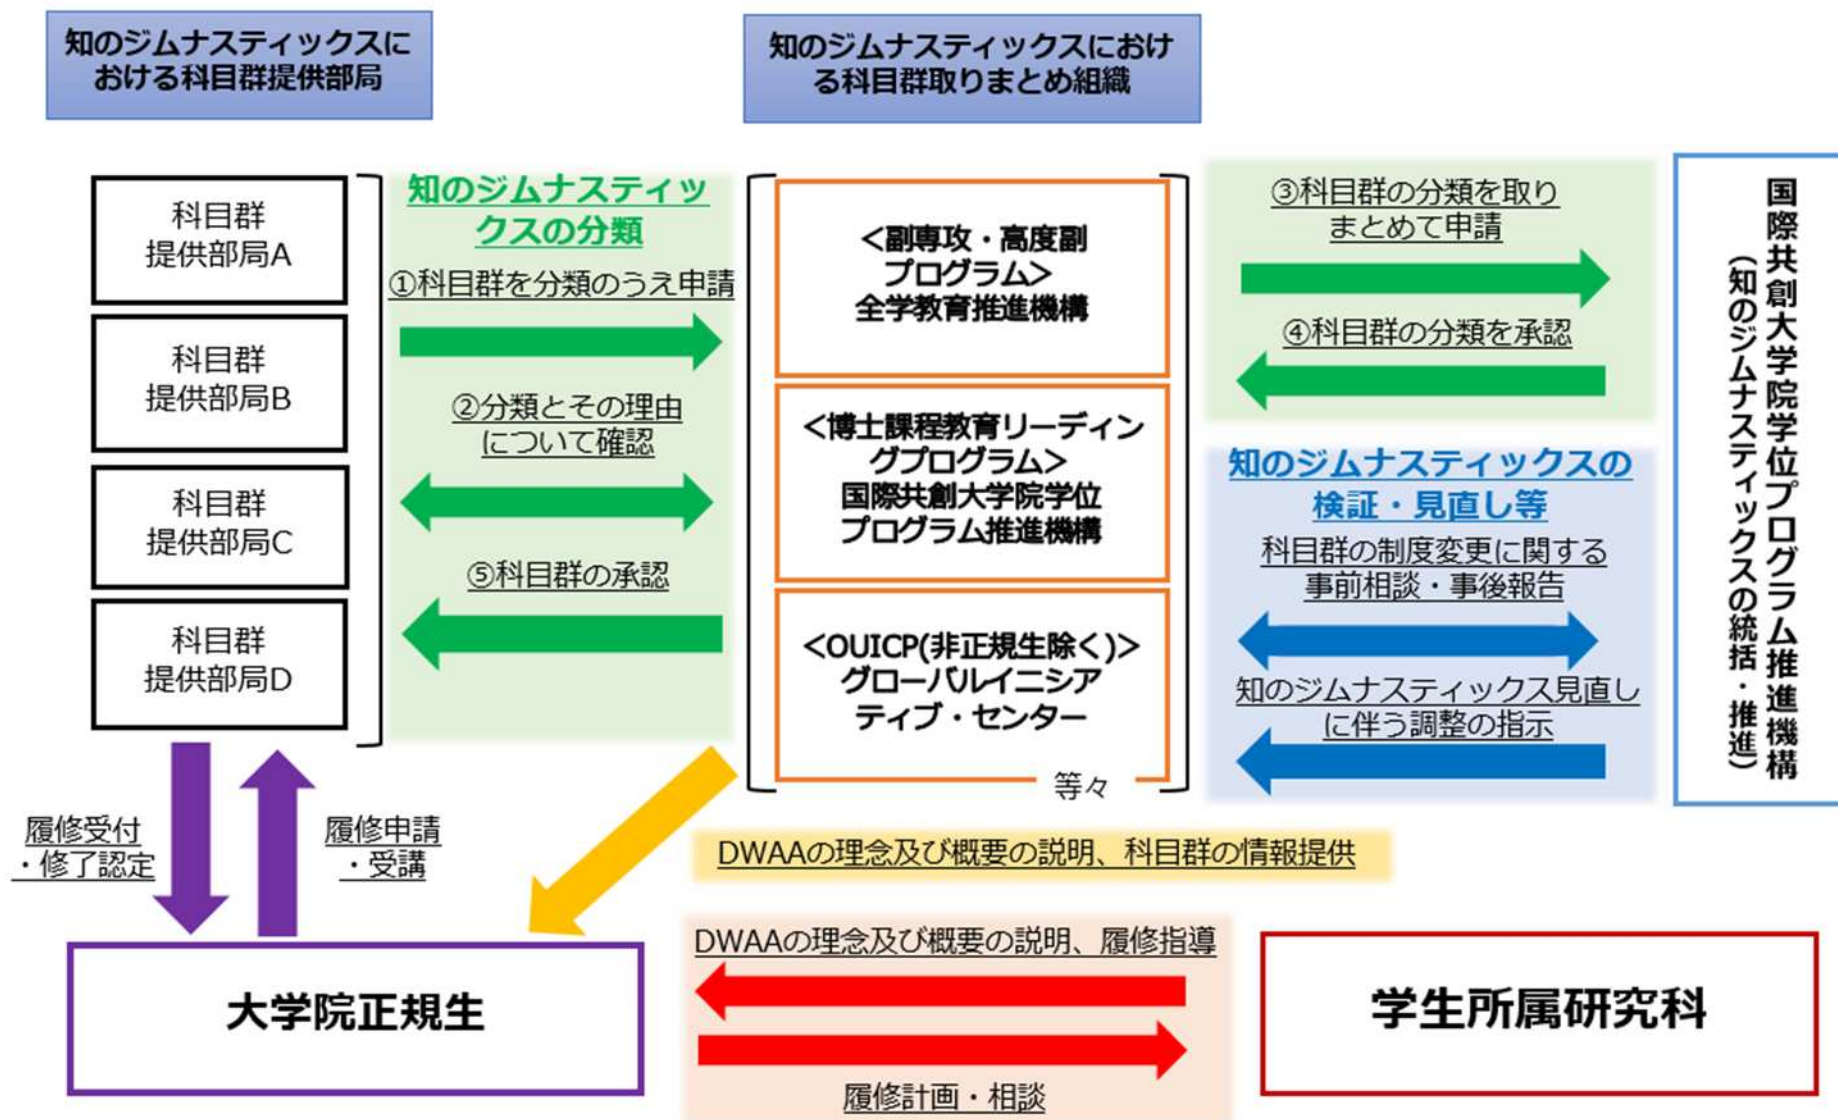 知のジムナスティックスに
おける科目群提供部局
知のジムナスティックスにおけ
る科目群取りまとめ組織
科目群
提供部局A
科目群
提供部局B
科目群
提供部局C
科目群
提供部局D
知のジムナスティッ
クスの分類
①科目群を分類のうえ申請
②分類とその理由
について確認
⑤科目群の承認
<副専攻・高度副
プログラム>
全学教育推進機構
<博士課程教育リーディン
グプログラム>
国際共創大学院学位
プログラム推進機構
<OUICP(非正規生除く)>
グローバルイニシア
ティブ・センター
等々
③科目群の分類を取り
まとめて申請
④科目群の分類を承認
知のジムナスティックスの
検証・見直し等
科目群の制度変更に関する
事前相談・事後報告
知のジムナスティックス見直し
に伴う調整の指示
国際共創大学院学位プログラム推進機構
（知のジムナスティックスの統括・推進）
履修受付
・修了認定
履修申請
・受講
DWAAの理念及び概要の説明、科目群の情報提供
DWAAの理念及び概要の説明、履修指導
履修計画・相談
大学院正規生
学生所属研究科